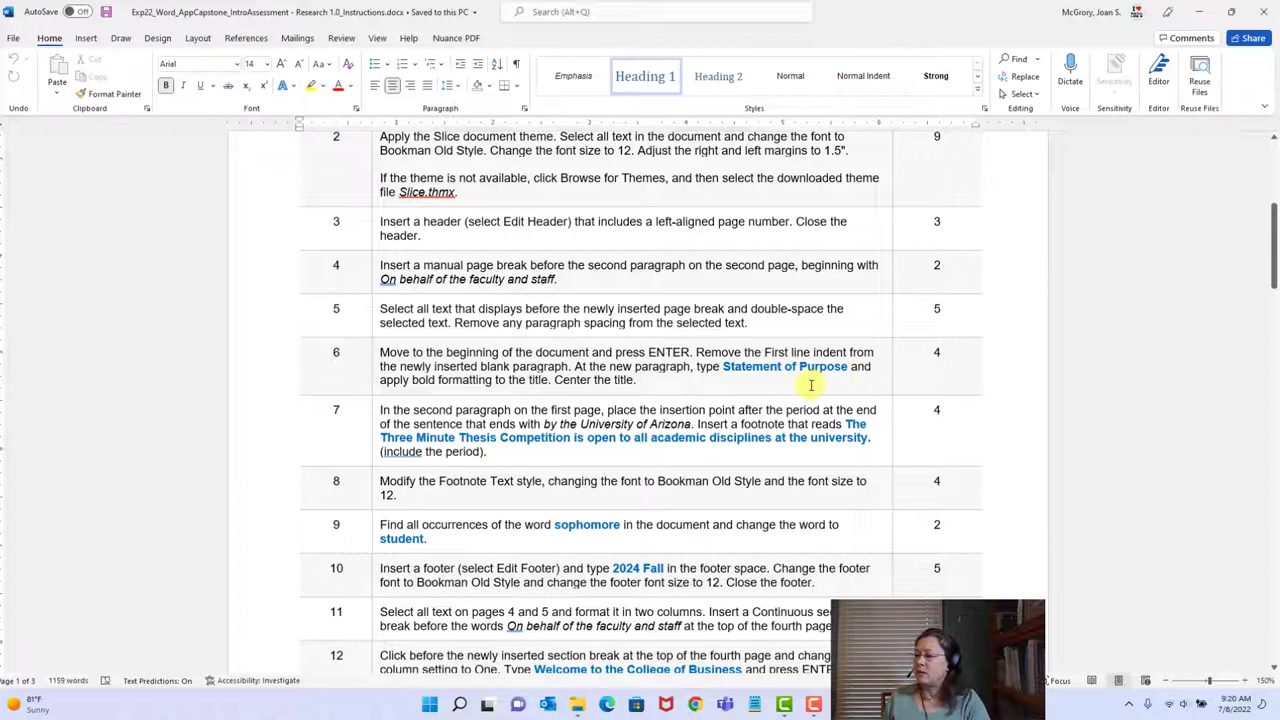 AutoSave Off Exp22_Word_AppCapstone_IntroAssessment - Research 1.0_Instructions.docx • Saved to this PC Search (Alt+Q) McGrory, Joan S.
File Home Insert Draw Design Layout References Mailings Review View Help Nuance PDF Comments Share
Arial 14 Emphasis Heading 1 Heading 2 Normal Normal Indent Strong
Paste Cut Copy Format Painter Find Replace Select Dictate Sensitivity Editor Reuse Files
Undo Clipboard Font Paragraph Styles Editing Voice Sensitivity Editor Reuse Files
2 Apply the Slice document theme. Select all text in the document and change the font to 9
Bookman Old Style. Change the font size to 12. Adjust the right and left margins to 1.5".
If the theme is not available, click Browse for Themes, and then select the downloaded theme
file Slice.thmx.
3 Insert a header (select Edit Header) that includes a left-aligned page number. Close the 3
header.
4 Insert a manual page break before the second paragraph on the second page, beginning with 2
On behalf of the faculty and staff.
5 Select all text that displays before the newly inserted page break and double-space the 5
selected text. Remove any paragraph spacing from the selected text.
6 Move to the beginning of the document and press ENTER. Remove the First line indent from 4
the newly inserted blank paragraph. At the new paragraph, type Statement of Purpose and
apply bold formatting to the title. Center the title.
7 In the second paragraph on the first page, place the insertion point after the period at the end 4
of the sentence that ends with by the University of Arizona. Insert a footnote that reads The
Three Minute Thesis Competition is open to all academic disciplines at the university.
(include the period).
8 Modify the Footnote Text style, changing the font to Bookman Old Style and the font size to 4
12.
9 Find all occurrences of the word sophomore in the document and change the word to 2
student.
10 Insert a footer (select Edit Footer) and type 2024 Fall in the footer space. Change the footer 5
font to Bookman Old Style and change the footer font size to 12. Close the footer.
11 Select all text on pages 4 and 5 and format it in two columns. Insert a Continuous
break before the words On behalf of the faculty and staff at the top of the fourth page
12 Click before the newly inserted section break at the top of the fourth page and
column setting to One. Type Welcome to the College of Business and press
Page 1 of 3 1159 words Text Predictions: On Accessibility: Investigate Focus 150%
81°F
Sunny
9:20 AM
7/8/2022